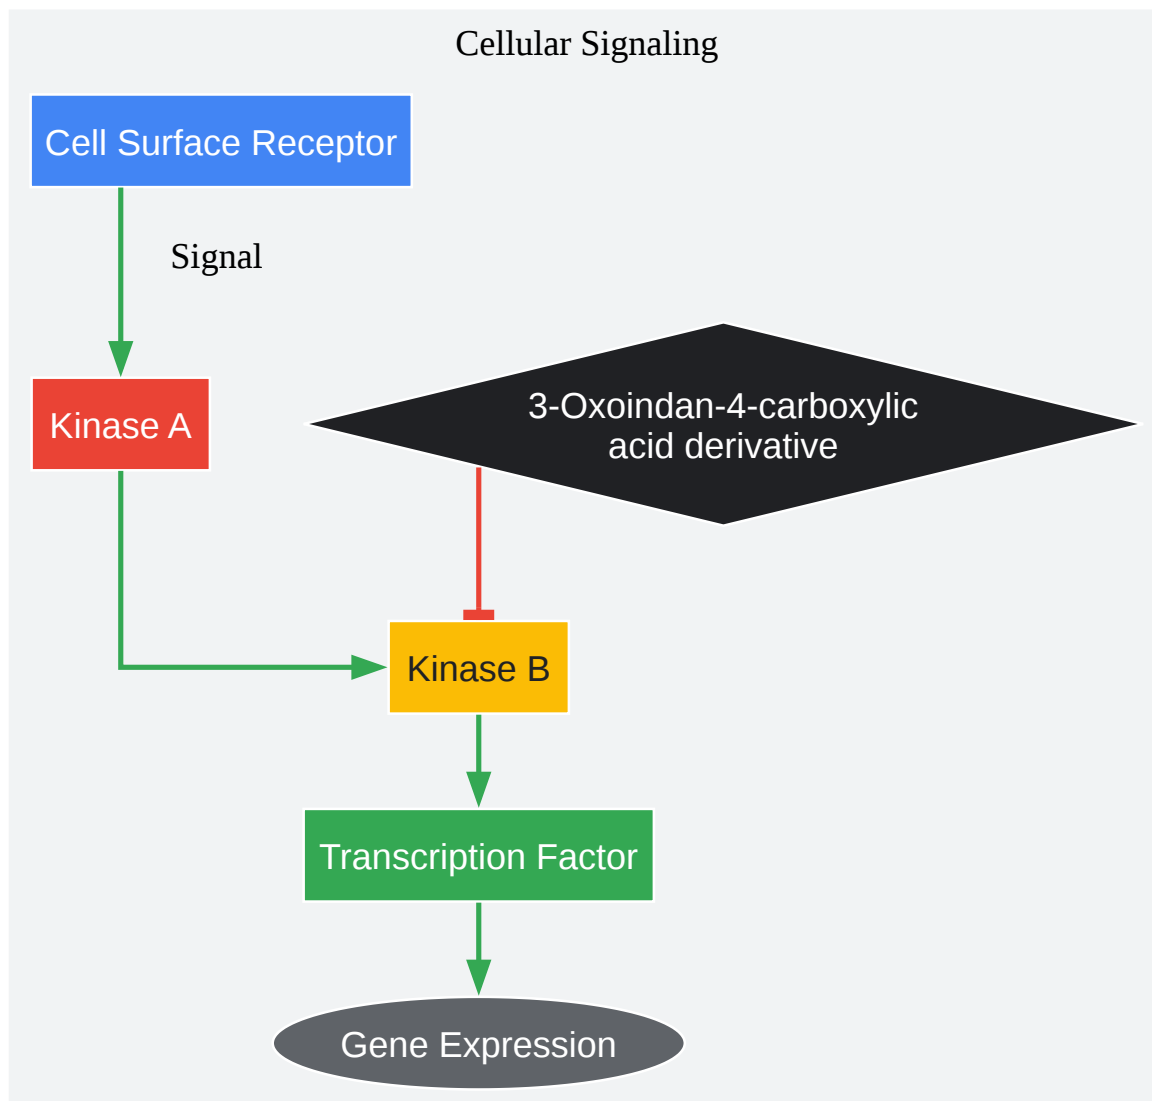 Cellular Signaling
Cell Surface Receptor
Signal
Kinase A
3-Oxoindan-4-carboxylic
acid derivative
Kinase B
Transcription Factor
Gene Expression